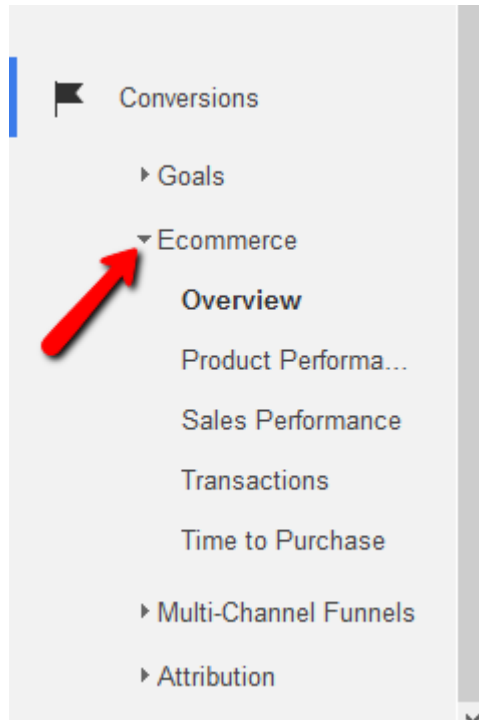 Conversions
Goals
Ecommerce
Overview
Product Performa...
Sales Performance
Transactions
Time to Purchase
Multi-Channel Funnels
Attribution